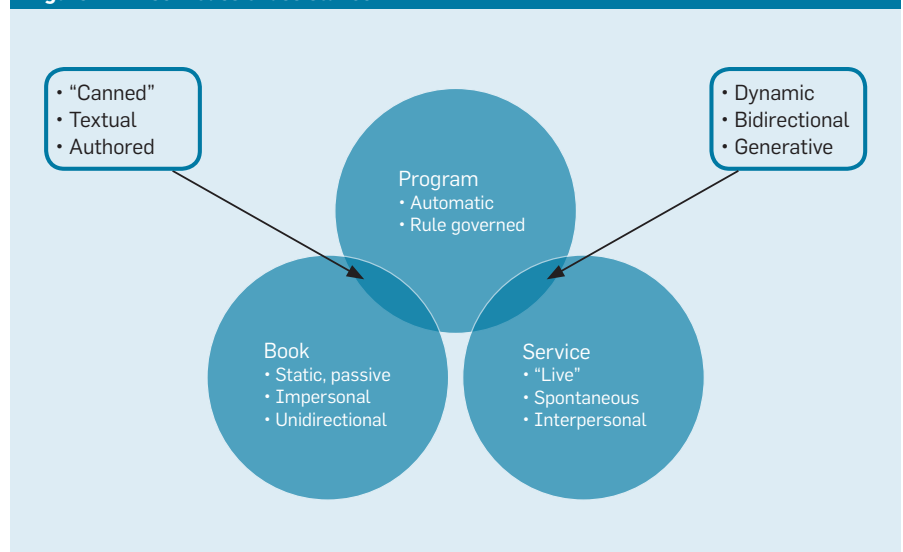 • “Canned”
• Textual
• Authored
• Dynamic
• Bidirectional
• Generative
Program
• Automatic
• Rule governed
Book
• Static, passive
• Impersonal
• Unidirectional
Service
• “Live”
• Spontaneous
• Interpersonal